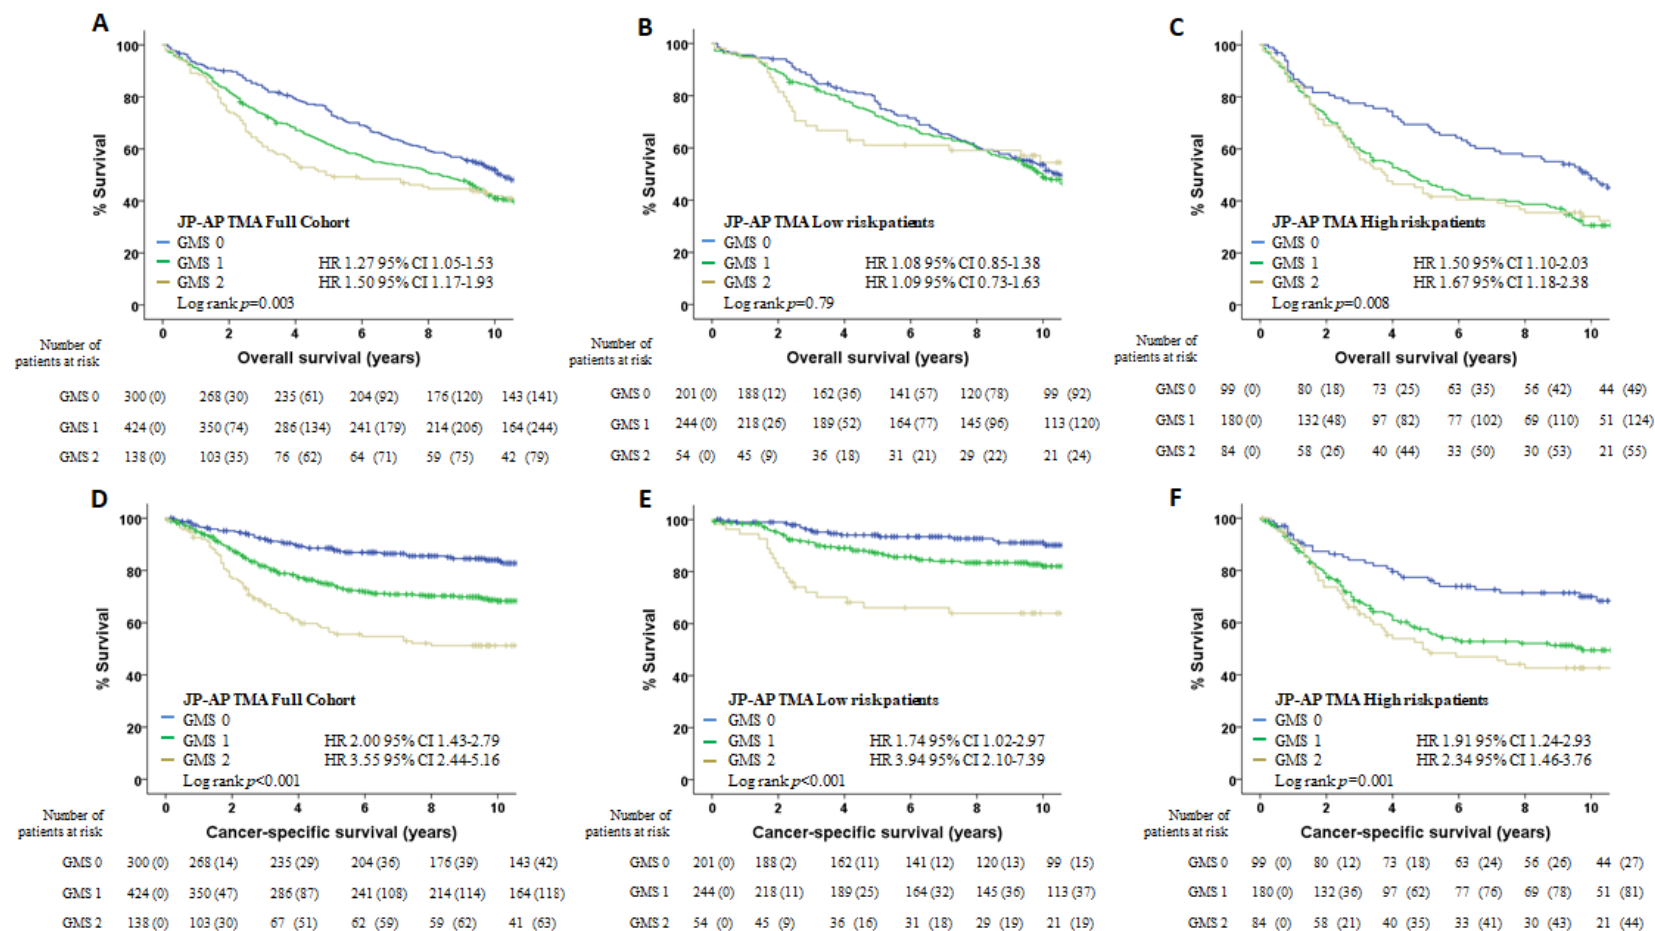 A
100
80
60
40
20
0
% Survival
JP-AP TMA Full Cohort
GMS 0
GMS 1 HR 1.27 95% CI 1.05-1.53
GMS 2 HR 1.50 95% CI 1.17-1.93
Log rank p=0.003
0 2 4 6 8 10
Overall survival (years)
Number of
patients at risk
GMS 0 300 (0) 268 (30) 235 (61) 204 (92) 176 (120) 143 (141)
GMS 1 424 (0) 350 (74) 286 (134) 241 (179) 214 (206) 164 (244)
GMS 2 138 (0) 103 (35) 76 (62) 64 (71) 59 (75) 42 (79)
B
100
80
60
40
20
0
% Survival
JP-AP TMA Low risk patients
GMS 0
GMS 1 HR 1.08 95% CI 0.85-1.38
GMS 2 HR 1.09 95% CI 0.73-1.63
Log rank p=0.79
0 2 4 6 8 10
Overall survival (years)
Number of
patients at risk
GMS 0 201 (0) 188 (12) 162 (36) 141 (57) 120 (78) 99 (92)
GMS 1 244 (0) 218 (26) 189 (52) 164 (77) 145 (96) 113 (120)
GMS 2 54 (0) 45 (9) 36 (18) 31 (21) 29 (22) 21 (24)
C
100
80
60
40
20
0
% Survival
JP-AP TMA High risk patients
GMS 0
GMS 1 HR 1.50 95% CI 1.10-2.03
GMS 2 HR 1.67 95% CI 1.18-2.38
Log rank p=0.008
0 2 4 6 8 10
Overall survival (years)
Number of
patients at risk
GMS 0 99 (0) 80 (18) 73 (25) 63 (35) 56 (42) 44 (49)
GMS 1 180 (0) 132 (48) 97 (82) 77 (102) 69 (110) 51 (124)
GMS 2 84 (0) 58 (26) 40 (44) 33 (50) 30 (53) 21 (55)
D
100
80
60
40
20
0
% Survival
JP-AP TMA Full Cohort
GMS 0
GMS 1 HR 2.00 95% CI 1.43-2.79
GMS 2 HR 3.55 95% CI 2.44-5.16
Log rank p<0.001
0 2 4 6 8 10
Cancer-specific survival (years)
Number of
patients at risk
GMS 0 300 (0) 268 (14) 235 (29) 204 (36) 176 (39) 143 (42)
GMS 1 424 (0) 350 (47) 286 (87) 241 (108) 214 (114) 164 (118)
GMS 2 138 (0) 103 (30) 67 (51) 62 (59) 59 (62) 41 (63)
E
100
80
60
40
20
0
% Survival
JP-AP TMA Low risk patients
GMS 0
GMS 1 HR 1.74 95% CI 1.02-2.97
GMS 2 HR 3.94 95% CI 2.10-7.39
Log rank p<0.001
0 2 4 6 8 10
Cancer-specific survival (years)
Number of
patients at risk
GMS 0 201 (0) 188 (2) 162 (11) 141 (12) 120 (13) 99 (15)
GMS 1 244 (0) 218 (11) 189 (25) 164 (32) 145 (36) 113 (37)
GMS 2 54 (0) 45 (9) 36 (16) 31 (18) 29 (19) 21 (19)
F
100
80
60
40
20
0
% Survival
JP-AP TMA High risk patients
GMS 0
GMS 1 HR 1.91 95% CI 1.24-2.93
GMS 2 HR 2.34 95% CI 1.46-3.76
Log rank p=0.001
0 2 4 6 8 10
Cancer-specific survival (years)
Number of
patients at risk
GMS 0 99 (0) 80 (12) 73 (18) 63 (24) 56 (26) 44 (27)
GMS 1 180 (0) 132 (36) 97 (62) 77 (76) 69 (78) 51 (81)
GMS 2 84 (0) 58 (21) 40 (35) 33 (41) 30 (43) 21 (44)